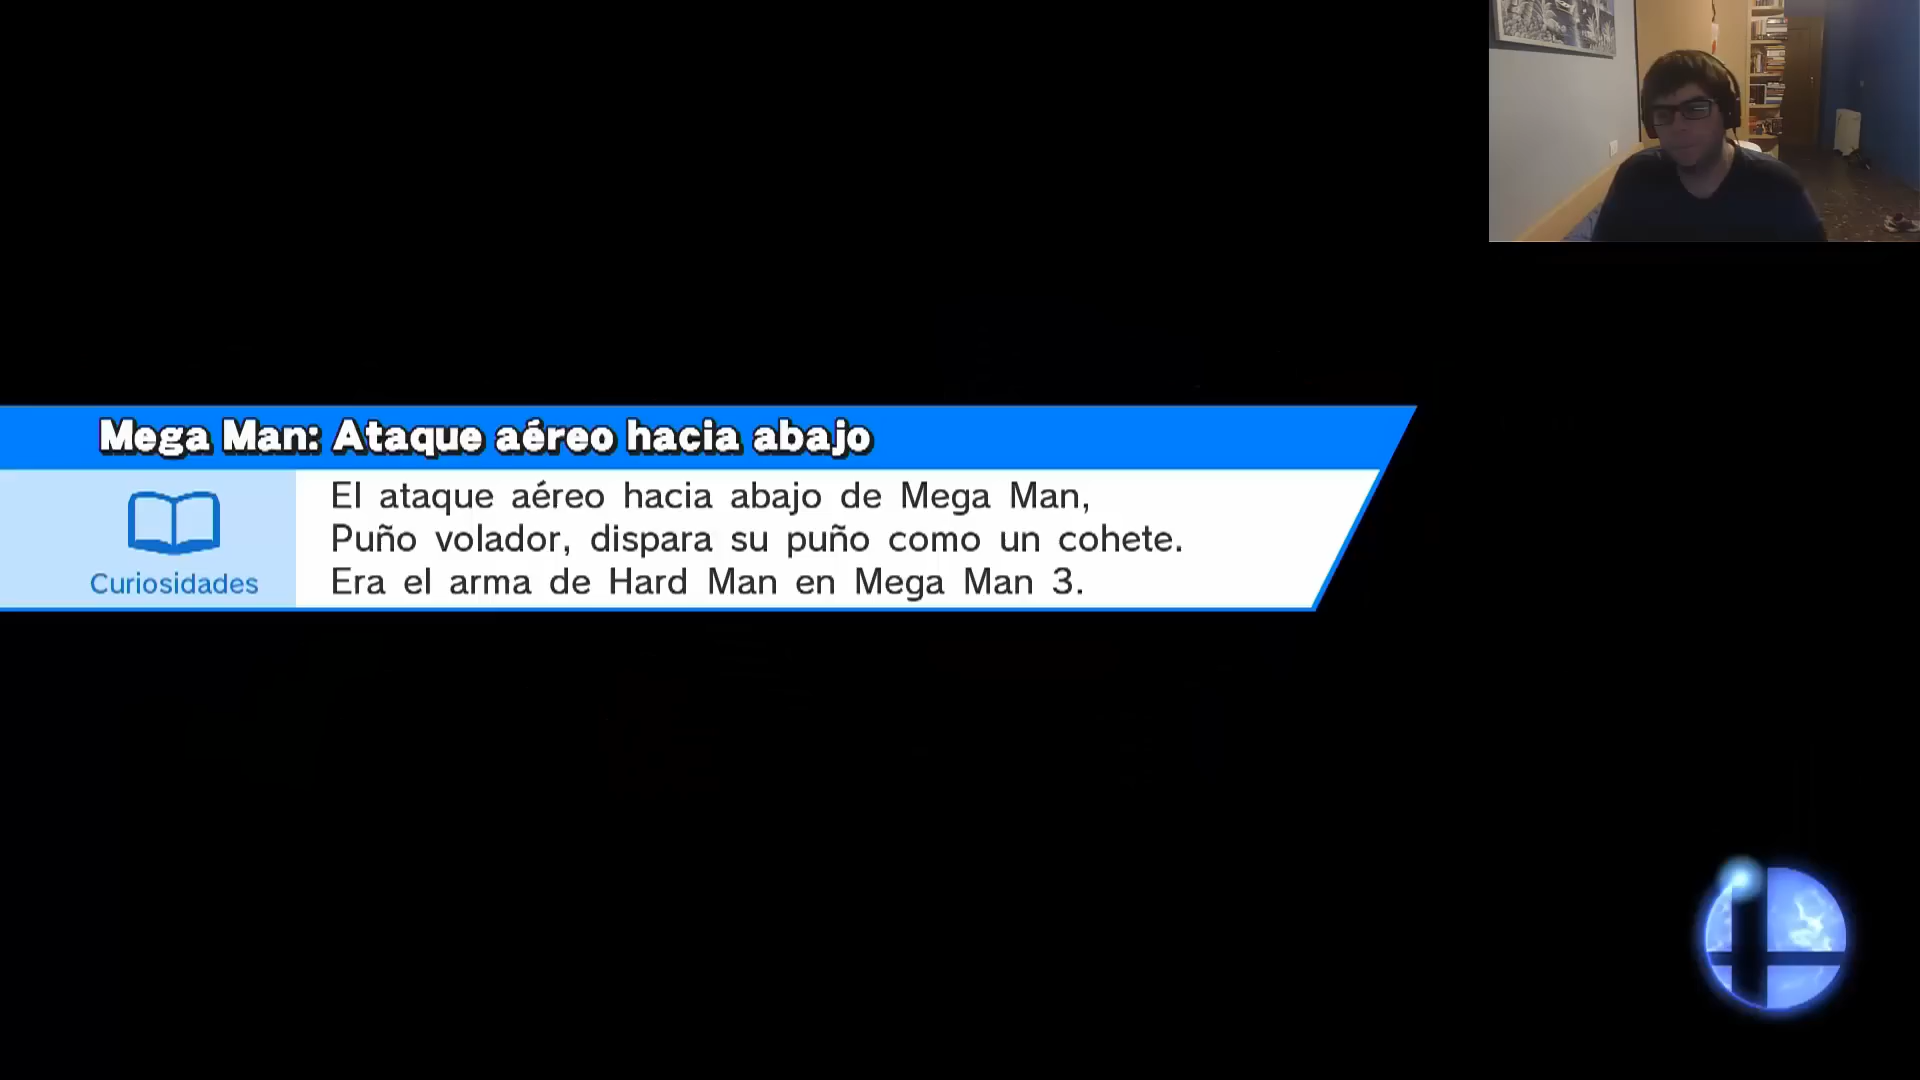 Mega Man: Ataque aéreo hacia abajo
El ataque aéreo hacia abajo de Mega Man,
Puño volador, dispara su puño como un cohete.
Era el arma de Hard Man en Mega Man 3.
Curiosidades